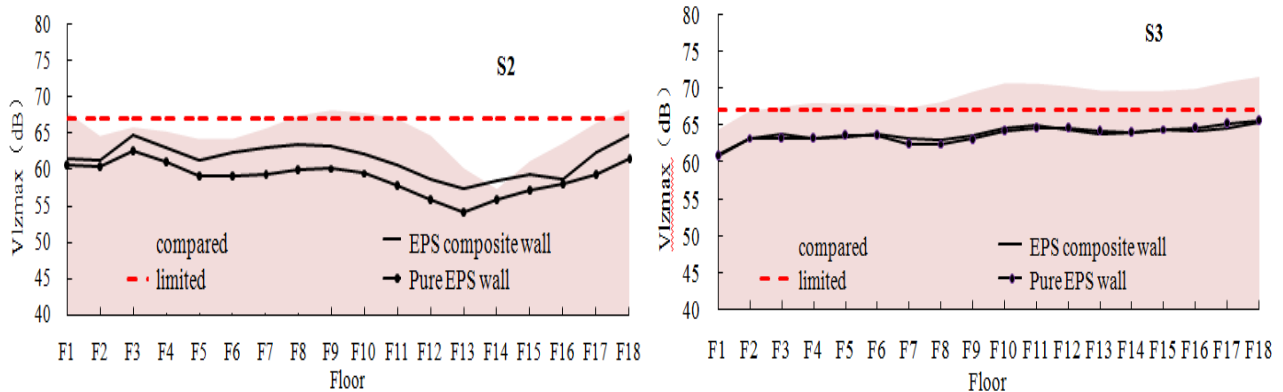 80
75
70
65
60
55
50
45
40
Vlzmax (dB)
S2
compared
EPS composite wall
limited
Pure EPS wall
F1 F2 F3 F4 F5 F6 F7 F8 F9 F10 F11 F12 F13 F14 F15 F16 F17 F18
Floor
80
75
70
65
60
55
50
45
40
Vlzmax (dB)
S3
compared
EPS composite wall
limited
Pure EPS wall
F1 F2 F3 F4 F5 F6 F7 F8 F9 F10 F11 F12 F13 F14 F15 F16 F17 F18
Floor